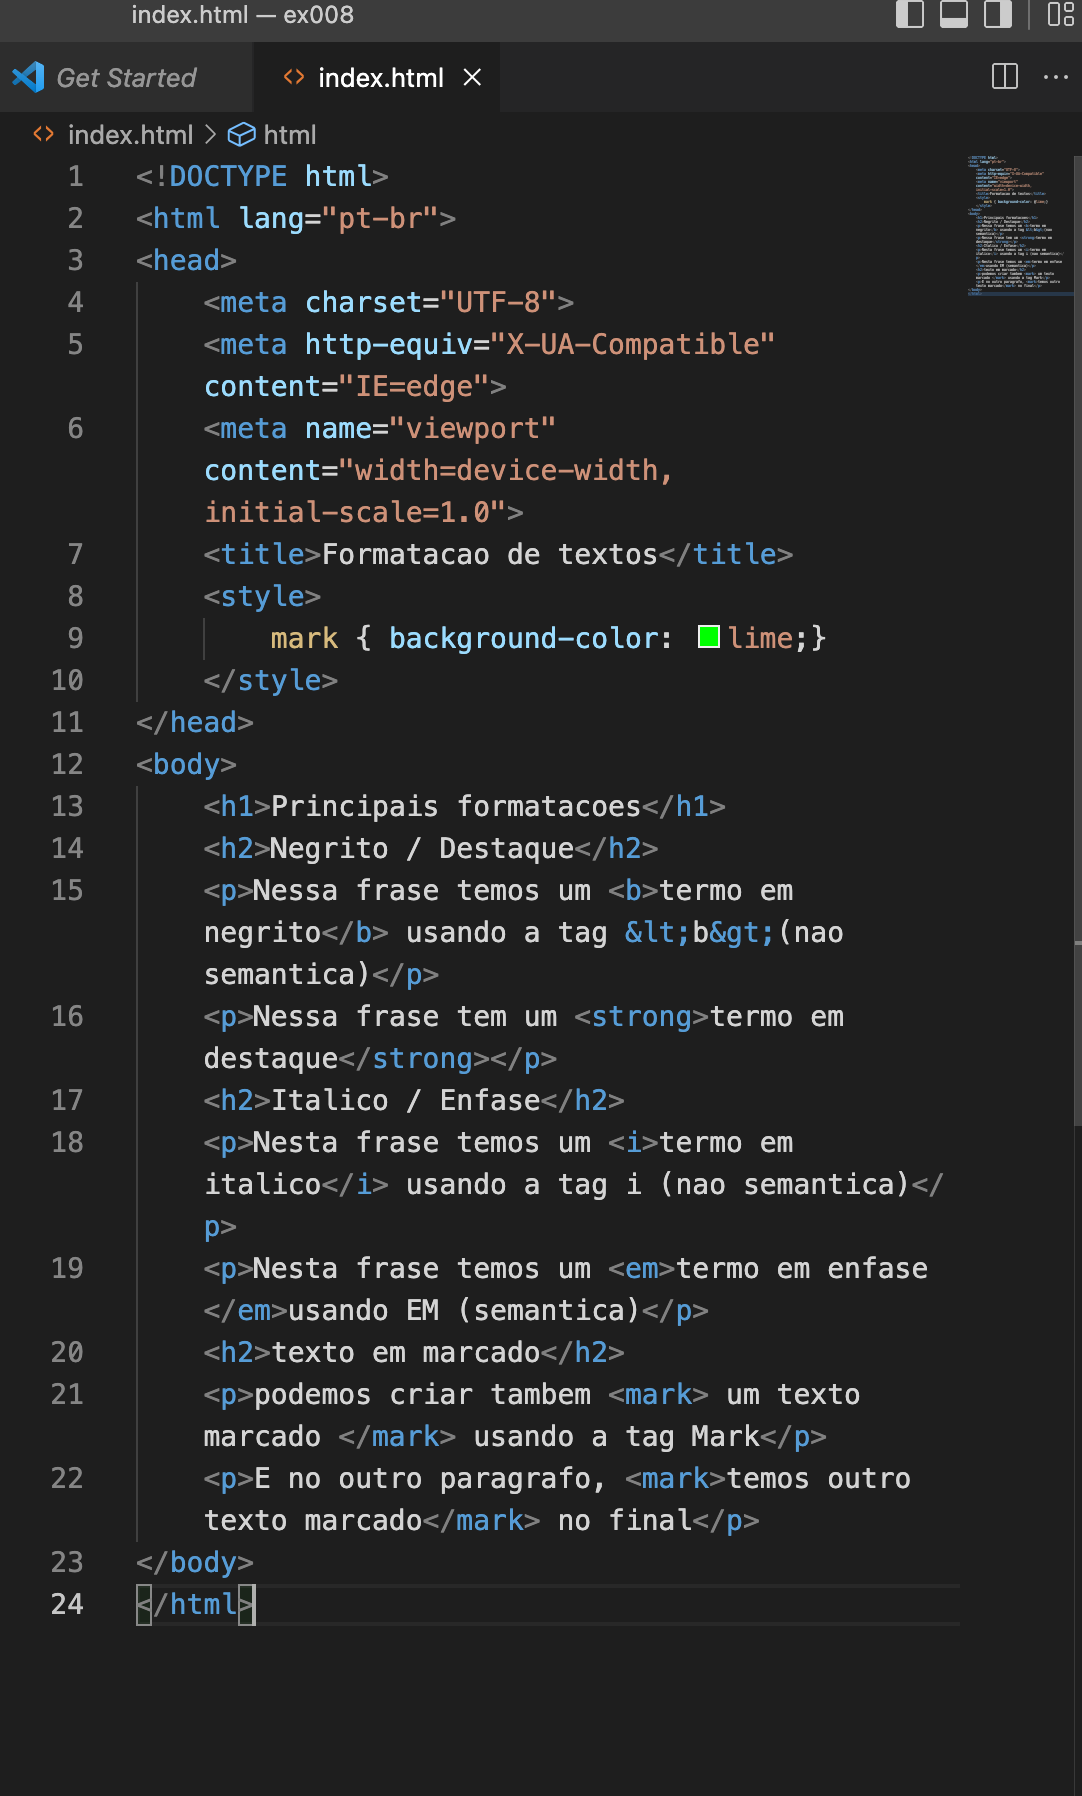 index.html — ex008
Get Started
index.html
index.html > html
1 <!DOCTYPE html>
2 <html lang="pt-br">
3 <head>
4 <meta charset="UTF-8">
5 <meta http-equiv="X-UA-Compatible"
content="IE=edge">
6 <meta name="viewport"
content="width=device-width,
initial-scale=1.0">
7 <title>Formatacao de textos</title>
8 <style>
9 mark { background-color: lime;}
10 </style>
11 </head>
12 <body>
13 <h1>Principais formatacoes</h1>
14 <h2>Negrito / Destaque</h2>
15 <p>Nessa frase temos um <b>termo em
negrito</b> usando a tag &lt;b&gt;(nao
semantica)</p>
16 <p>Nessa frase tem um <strong>termo em
destaque</strong></p>
17 <h2>Italico / Enfase</h2>
18 <p>Nesta frase temos um <i>termo em
italico</i> usando a tag i (nao semantica)</
p>
19 <p>Nesta frase temos um <em>termo em enfase
</em>usando EM (semantica)</p>
20 <h2>texto em marcado</h2>
21 <p>podemos criar tambem <mark> um texto
marcado </mark> usando a tag Mark</p>
22 <p>E no outro paragrafo, <mark>temos outro
texto marcado</mark> no final</p>
23 </body>
24 </html>